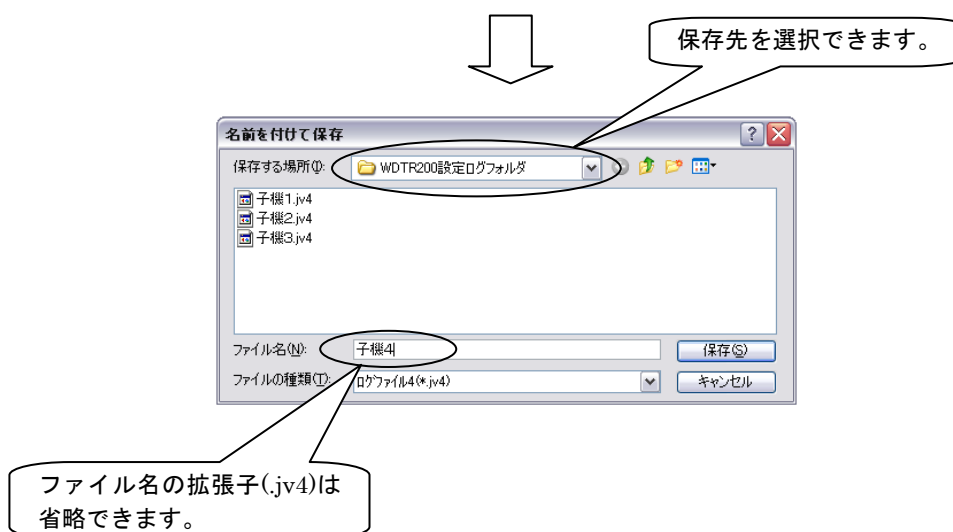 保存先を選択できます。
名前を付けて保存
保存する場所(I):
WDTR200設定ログフォルダ
子機1.jv4
子機2.jv4
子機3.jv4
ファイル名(N):
子機4
保存(S)
ファイルの種類(T):
ログファイル4(*.jv4)
キャンセル
ファイル名の拡張子(.jv4)は
省略できます。